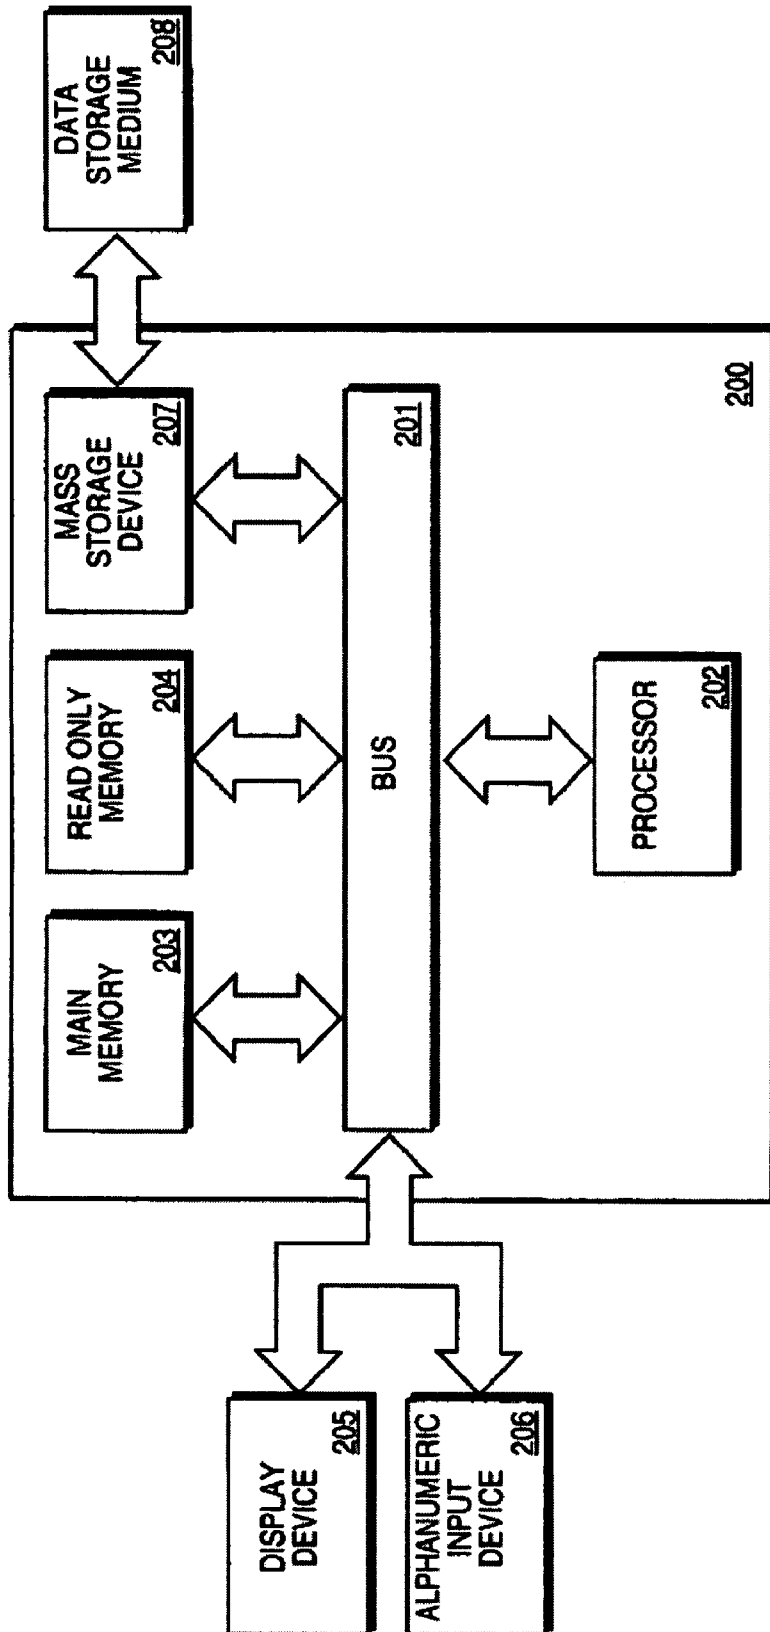 MAIN
MEMORY
203
READ ONLY
MEMORY
204
MASS
STORAGE
DEVICE
207
DATA
STORAGE
MEDIUM
208
DISPLAY
DEVICE
205
BUS
201
ALPHANUMERIC
INPUT
DEVICE
206
PROCESSOR
202
200